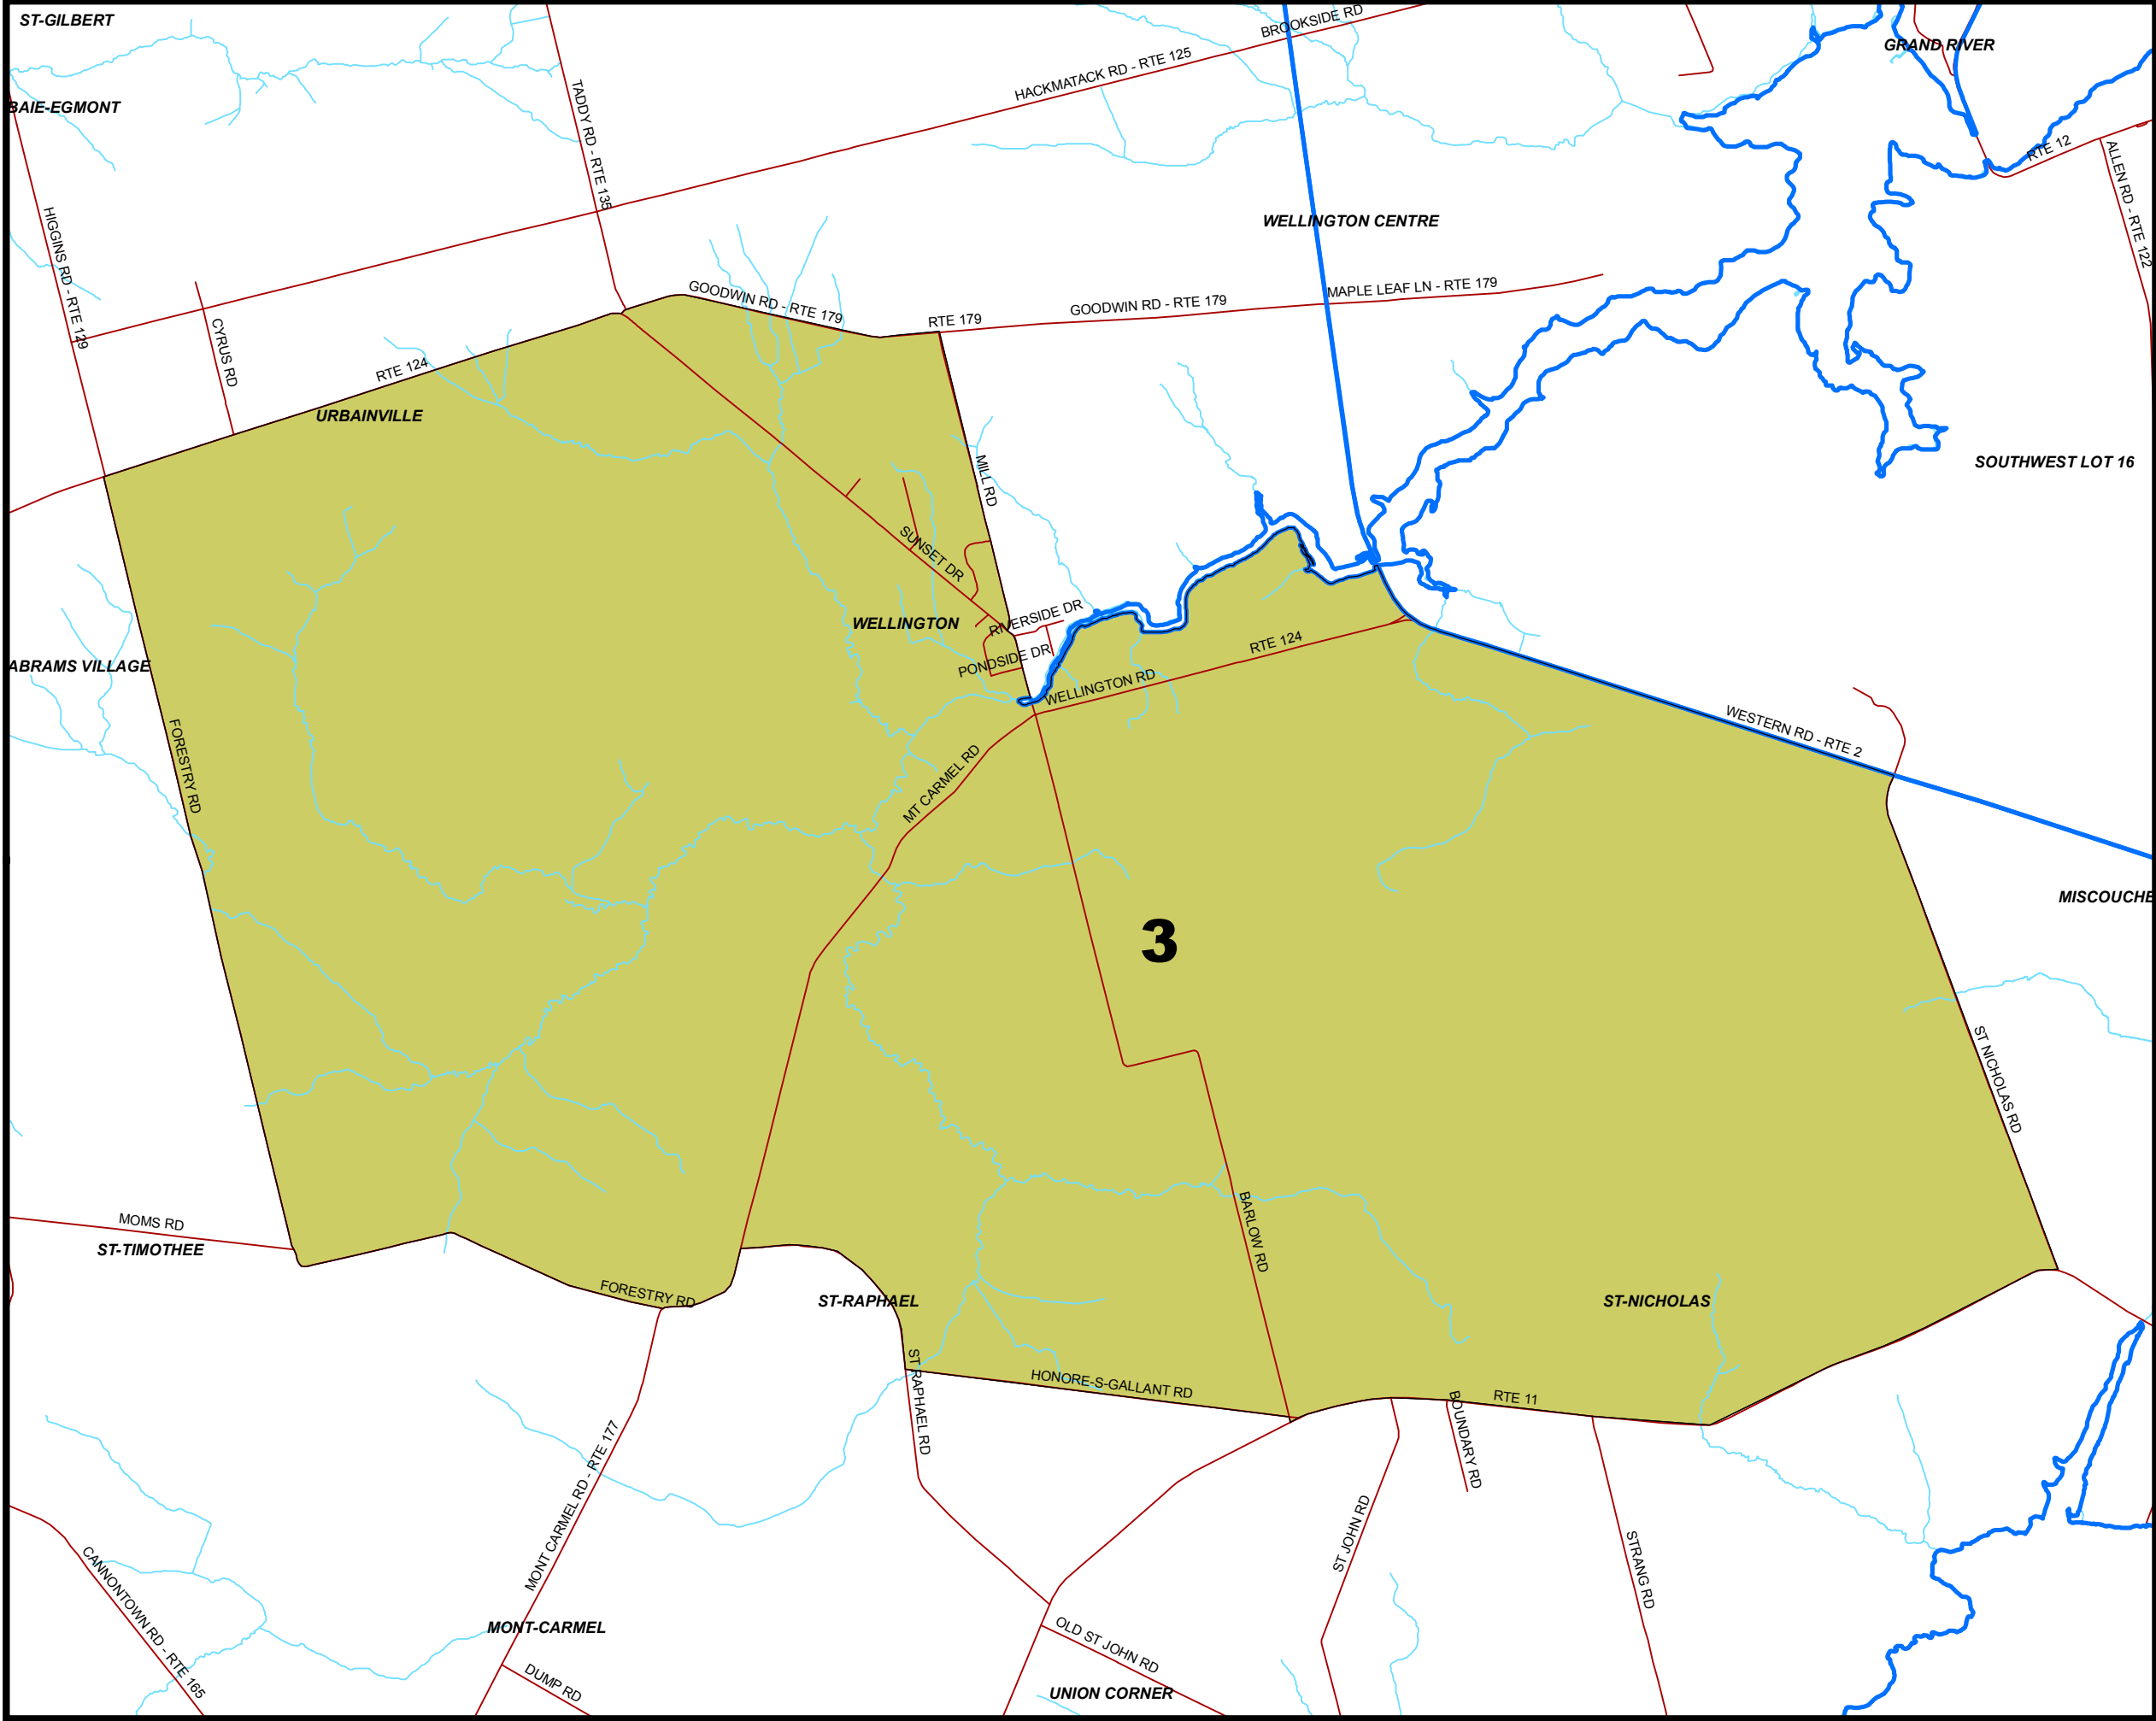 ST-GILBERT
BROOKSIDE RD
GRAND RIVER
HACKMATACK RD - RTE 125
BAIE-EGMONT
TADDY RD - RTE 135
RTE 12
ALLEN RD - RTE 122
HIGGINS RD - RTE 129
WELLINGTON CENTRE
GOODWIN RD - RTE 179
RTE 179
GOODWIN RD - RTE 179
MAPLE LEAF LN - RTE 179
CYRUS RD
RTE 124
URBAINVILLE
MILL RD
SOUTHWEST LOT 16
SUNSET DR
WELLINGTON
RIVERSIDE DR
PONDSIDE DR
RTE 124
WELLINGTON RD
ABRAMS VILLAGE
FORESTRY RD
MT CARMEL RD
WESTERN RD - RTE 2
MISCOUCHE
3
ST NICHOLAS RD
MOMS RD
ST-TIMOTHEE
BARLOW RD
FORESTRY RD
ST-RAPHAEL
ST-NICHOLAS
ST RAPHAEL RD
HONORE-S-GALLANT RD
RTE 11
BOUNDARY RD
MONT CARMEL RD - RTE 177
ST JOHN RD
STRANG RD
CANNONTOWN RD - RTE 165
MONT-CARMEL
OLD ST JOHN RD
DUMP RD
UNION CORNER